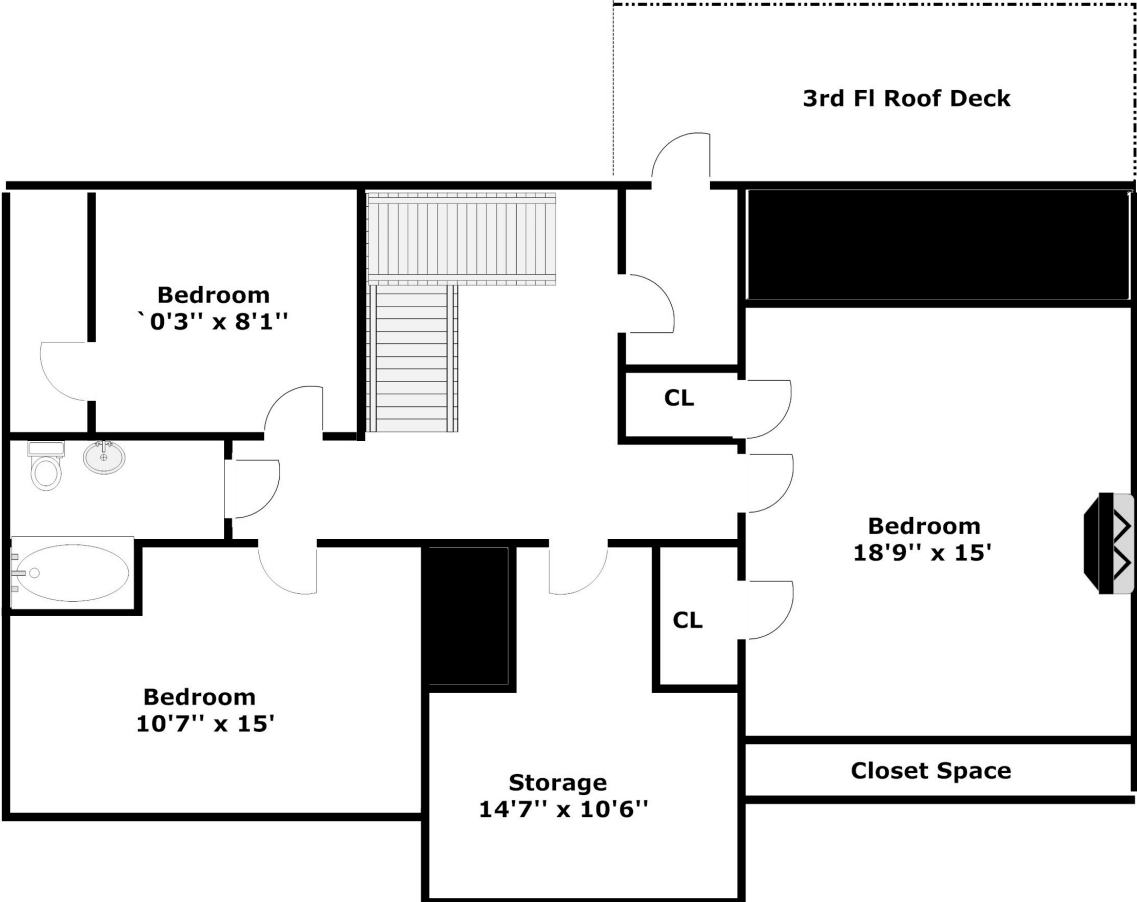 3rd Fl Roof Deck
Bedroom
`0'3'' x 8'1''
CL
Bedroom
18'9'' x 15'
CL
Bedroom
10'7'' x 15'
Storage
14'7'' x 10'6''
Closet Space